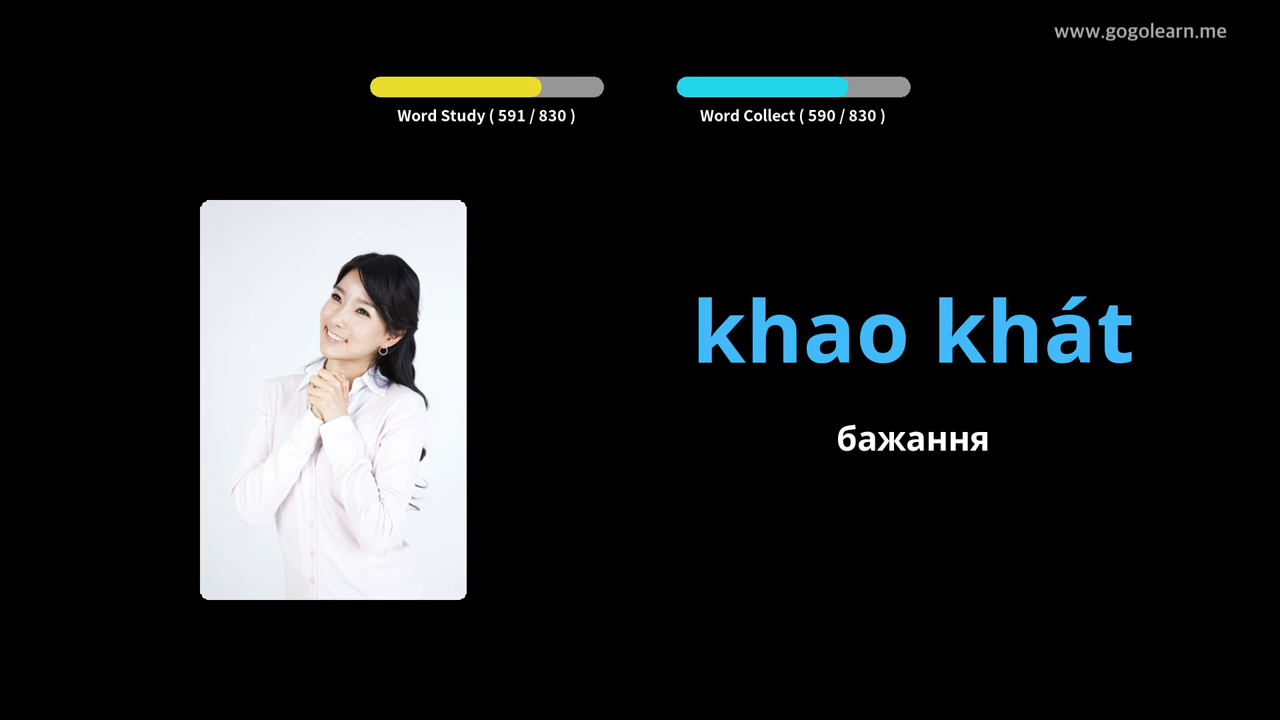 www.gogolearn.me
Word Study ( 591 / 830 )
Word Collect ( 590 / 830 )
khao khát
бажання